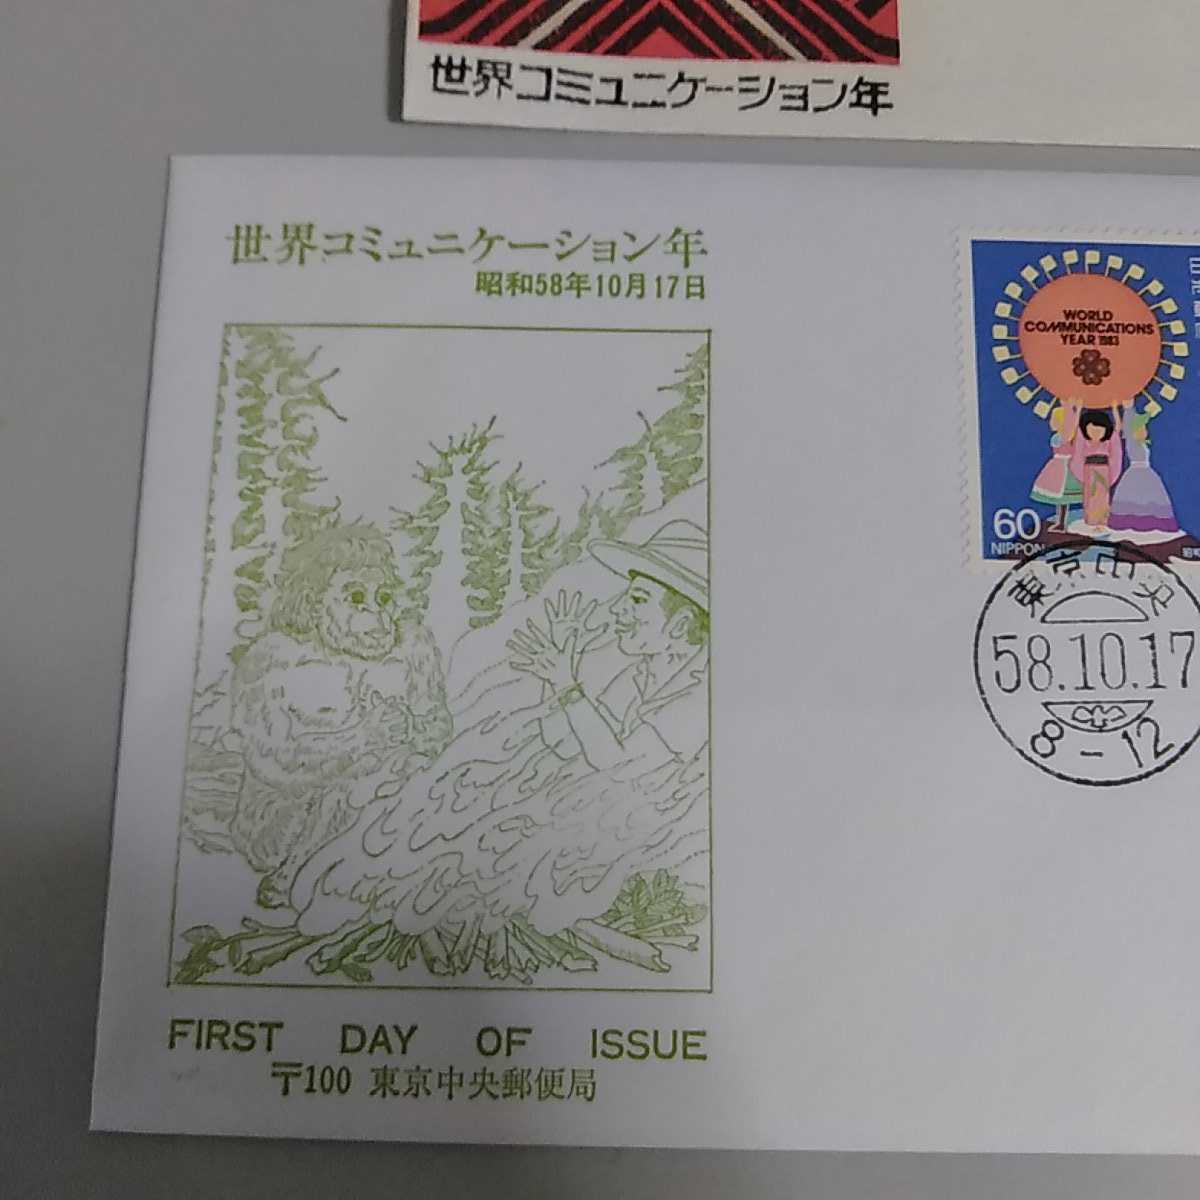 世界コミュニケーション年
世界コミュニケーション年
昭和58年10月17日
WORLD
COMMUNICATIONS
YEAR 1983
60
NIPPON
東京中央
58.10.17
8-12
FIRST DAY OF ISSUE
〒100 東京中央郵便局